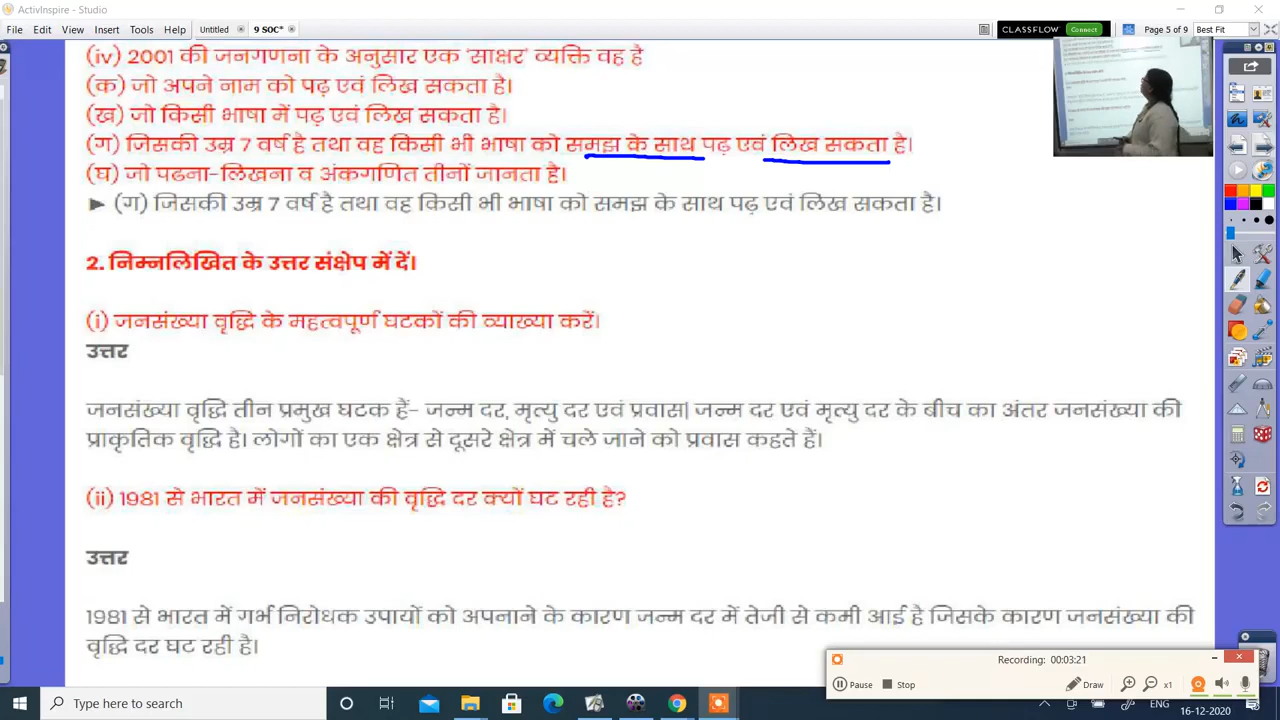 ActivInspire - Studio
File Edit View Insert Tools Help Untitled 9 SOC* CLASSFLOW Connect Page 5 of 9 Best Fit
(iv) 2001 की जनगणना के अनुसार एक 'साक्षर' व्यक्ति वह है
(क) जो अपने नाम को पढ़ एवं लिख सकता है।
(ख) जो किसी भाषा में पढ़ एवं लिख सकता है।
(ग) जिसकी उम्र 7 वर्ष है तथा वह किसी भी भाषा को समझ के साथ पढ़ एवं लिख सकता है।
(घ) जो पढना-लिखना व अंकगणित तीनों जानता है।
► (ग) जिसकी उम्र 7 वर्ष है तथा वह किसी भी भाषा को समझ के साथ पढ़ एवं लिख सकता है।
2. निम्नलिखित के उत्तर संक्षेप में दें।
(i) जनसंख्या वृद्धि के महत्वपूर्ण घटकों की व्याख्या करें।
उत्तर
जनसंख्या वृद्धि तीन प्रमुख घटक हैं- जन्म दर, मृत्यु दर एवं प्रवास| जन्म दर एवं मृत्यु दर के बीच का अंतर जनसंख्या की
प्राकृतिक वृद्धि है। लोगों का एक क्षेत्र से दूसरे क्षेत्र में चले जाने को प्रवास कहते हैं।
(ii) 1981 से भारत में जनसंख्या की वृद्धि दर क्यों घट रही है?
उत्तर
1981 से भारत में गर्भ निरोधक उपायों को अपनाने के कारण जन्म दर में तेजी से कमी आई है जिसके कारण जनसंख्या की
वृद्धि दर घट रही है।
Recording: 00:03:21
Pause Stop Draw x1
Type here to search
ENG
16-12-2020